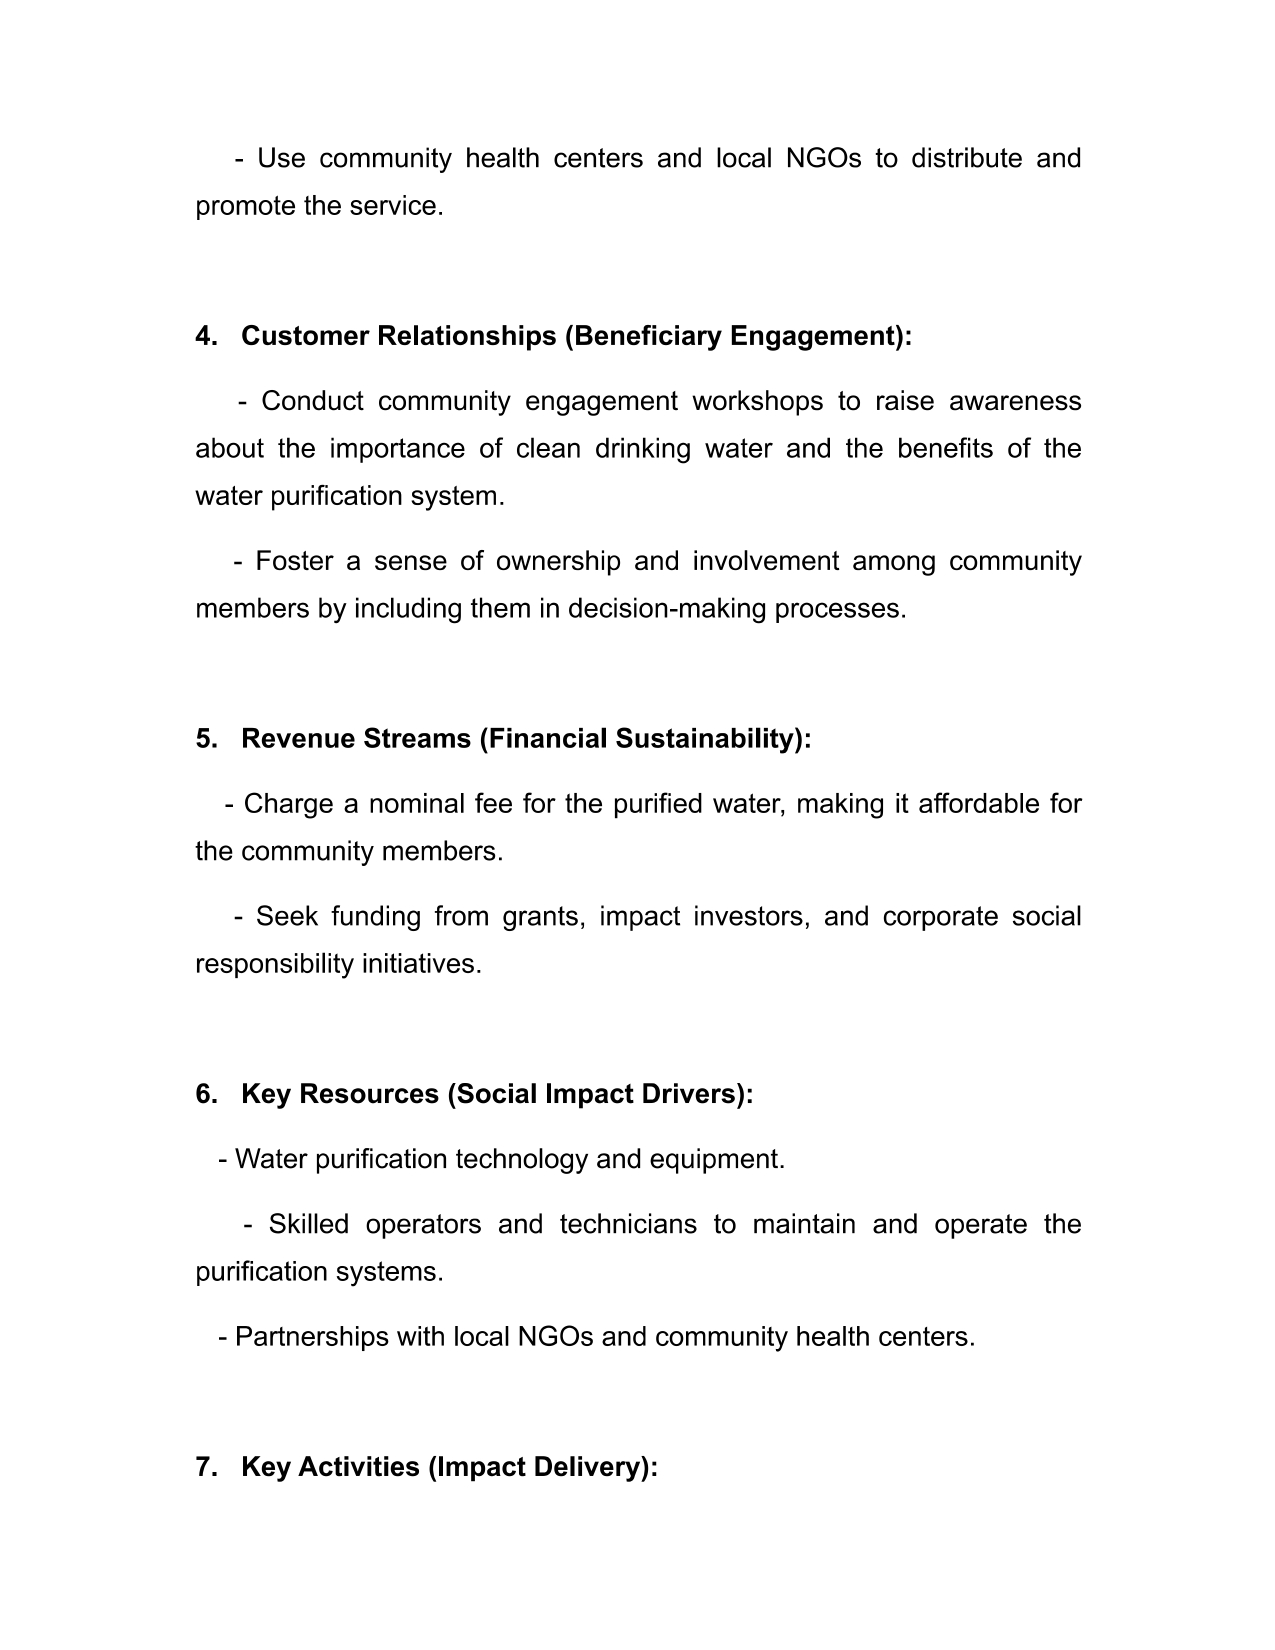 - Use community health centers and local NGOs to distribute and
promote the service.
4. Customer Relationships (Beneficiary Engagement):
- Conduct community engagement workshops to raise awareness
about the importance of clean drinking water and the benefits of the
water purification system.
- Foster a sense of ownership and involvement among community
members by including them in decision-making processes.
5. Revenue Streams (Financial Sustainability):
- Charge a nominal fee for the purified water, making it affordable for
the community members.
- Seek funding from grants, impact investors, and corporate social
responsibility initiatives.
6. Key Resources (Social Impact Drivers):
- Water purification technology and equipment.
- Skilled operators and technicians to maintain and operate the
purification systems.
- Partnerships with local NGOs and community health centers.
7. Key Activities (Impact Delivery):